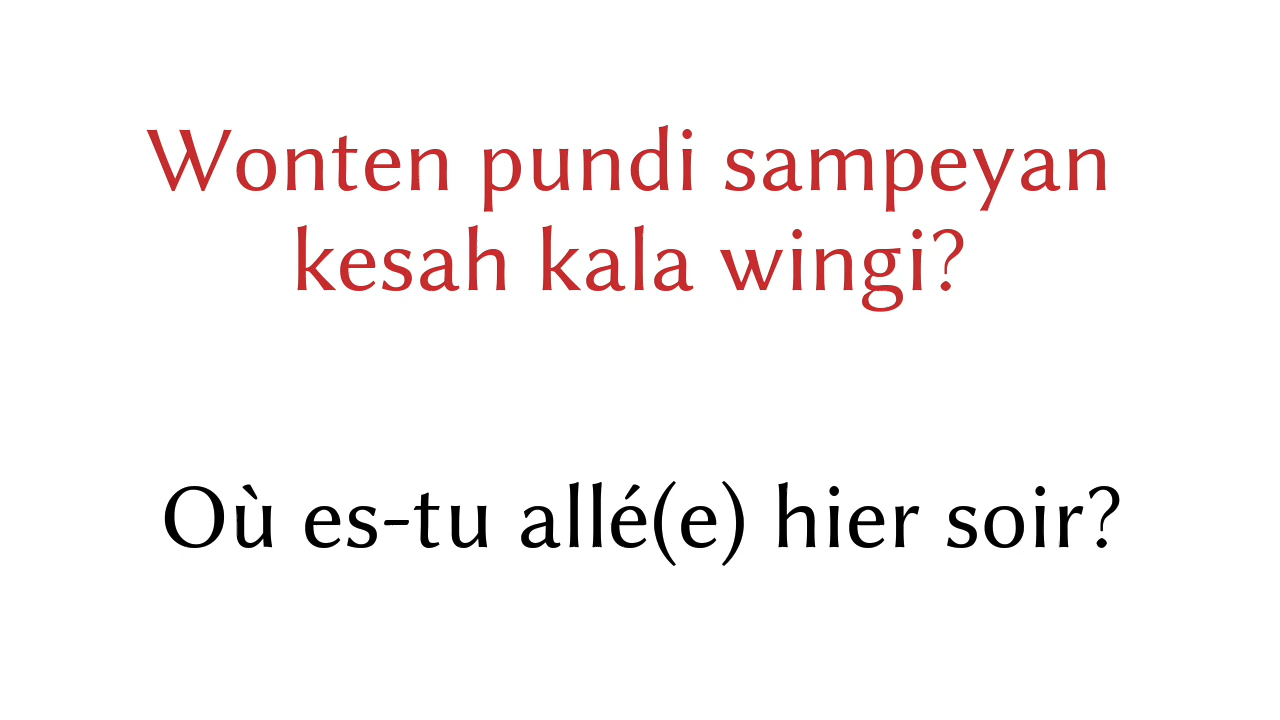 Wonten pundi sampeyan
kesah kala wingi?
Où es-tu allé(e) hier soir?